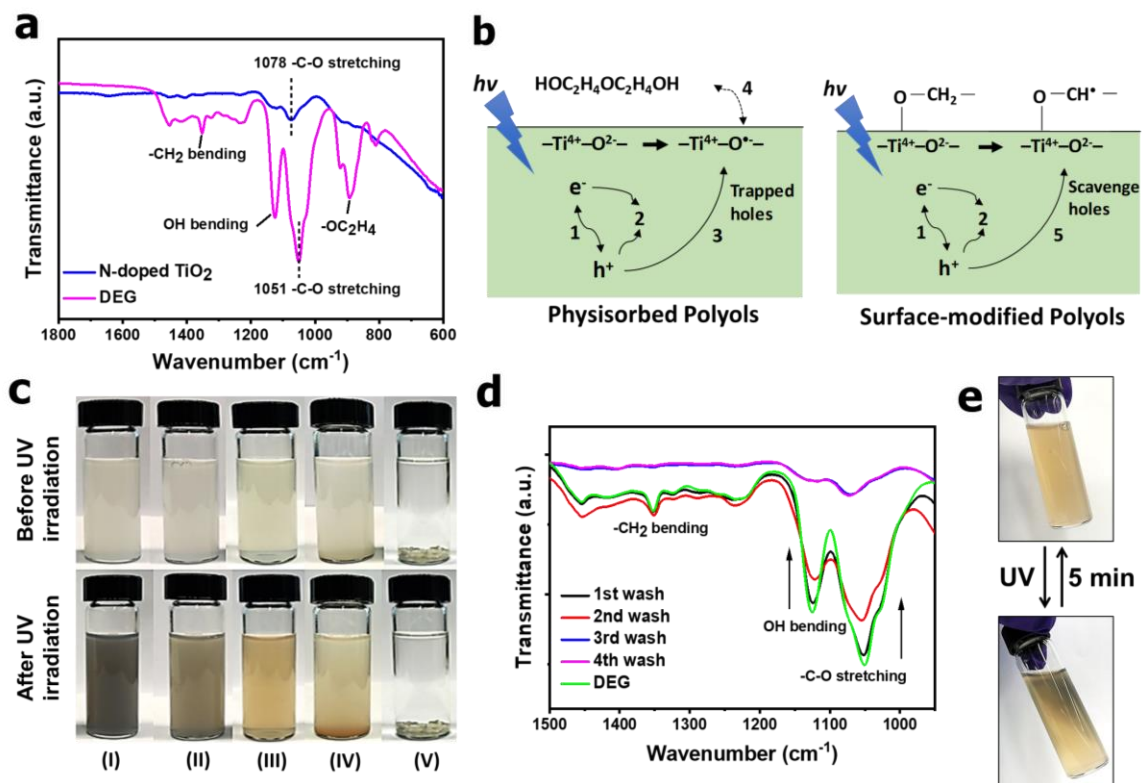 a
1078 -C-O stretching
-CH₂ bending
OH bending
-OC₂H₄
1051 -C-O stretching
N-doped TiO₂
DEG
Transmittance (a.u.)
1800 1600 1400 1200 1000 800 600
Wavenumber (cm⁻¹)
b
hν
HOC₂H₄OC₂H₄OH
4
–Ti⁴⁺–O²⁻–
–Ti⁴⁺–O•⁻–
e⁻
1
2
h⁺
3
Trapped
holes
Physisorbed Polyols
hν
O —CH₂—
O —CH• —
–Ti⁴⁺–O²⁻–
–Ti⁴⁺–O²⁻–
e⁻
1
2
h⁺
5
Scavenge
holes
Surface-modified Polyols
c
Before UV
irradiation
After UV
irradiation
(I) (II) (III) (IV) (V)
d
-CH₂ bending
OH bending
-C-O stretching
1st wash
2nd wash
3rd wash
4th wash
DEG
Transmittance (a.u.)
1500 1400 1300 1200 1100 1000
Wavenumber (cm⁻¹)
e
UV
5 min